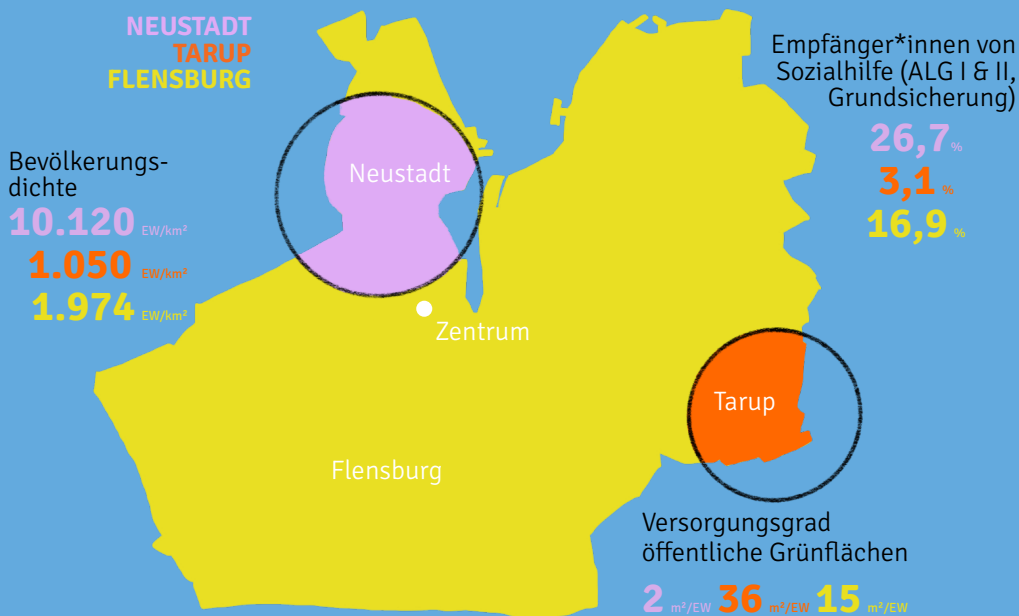 NEUSTADT
TARUP
FLENSBURG
Empfänger*innen von
Sozialhilfe (ALG I & II,
Grundsicherung)
26,7 %
3,1 %
16,9 %
Bevölkerungs-
dichte
10.120 EW/km²
1.050 EW/km²
1.974 EW/km²
Neustadt
Zentrum
Tarup
Flensburg
Versorgungsgrad
öffentliche Grünflächen
2 m²/EW 36 m²/EW 15 m²/EW